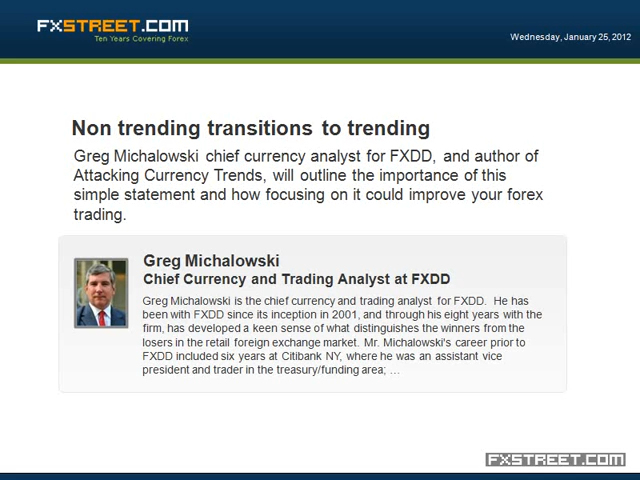 FXSTREET.COM
Ten Years Covering Forex
Wednesday, January 25, 2012
Non trending transitions to trending
Greg Michalowski chief currency analyst for FXDD, and author of
Attacking Currency Trends, will outline the importance of this
simple statement and how focusing on it could improve your forex
trading.
Greg Michalowski
Chief Currency and Trading Analyst at FXDD
Greg Michalowski is the chief currency and trading analyst for FXDD. He has
been with FXDD since its inception in 2001, and through his eight years with the
firm, has developed a keen sense of what distinguishes the winners from the
losers in the retail foreign exchange market. Mr. Michalowski's career prior to
FXDD included six years at Citibank NY, where he was an assistant vice
president and trader in the treasury/funding area; …
FXSTREET.COM